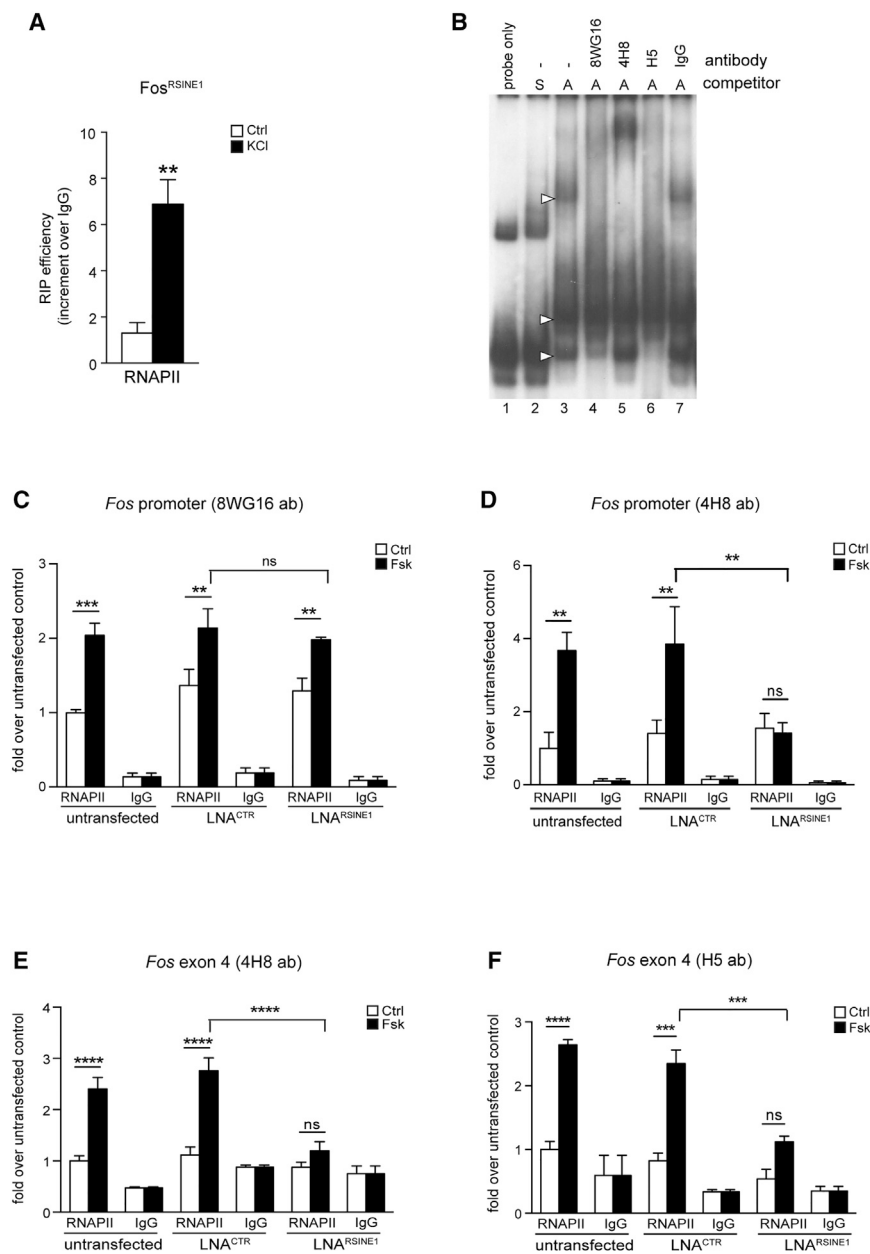 A
Fos^RSINE1
Ctrl
KCl
RIP efficiency
(increment over IgG)
10
8
6
4
2
0
**
RNAPII
B
probe only
-
-
8WG16
4H8
H5
IgG
antibody
S A A A A A
competitor
1 2 3 4 5 6 7
C
Fos promoter (8WG16 ab)
Ctrl
Fsk
fold over untransfected control
3
2
1
0
ns
*** ** **
RNAPII IgG RNAPII IgG RNAPII IgG
untransfected LNA^CTR LNA^RSINE1
D
Fos promoter (4H8 ab)
Ctrl
Fsk
fold over untransfected control
6
4
2
0
**
** ** ns
RNAPII IgG RNAPII IgG RNAPII IgG
untransfected LNA^CTR LNA^RSINE1
E
Fos exon 4 (4H8 ab)
Ctrl
Fsk
fold over untransfected control
4
3
2
1
0
****
**** **** ns
RNAPII IgG RNAPII IgG RNAPII IgG
untransfected LNA^CTR LNA^RSINE1
F
Fos exon 4 (H5 ab)
Ctrl
Fsk
fold over untransfected control
3
2
1
0
***
**** *** ns
RNAPII IgG RNAPII IgG RNAPII IgG
untransfected LNA^CTR LNA^RSINE1